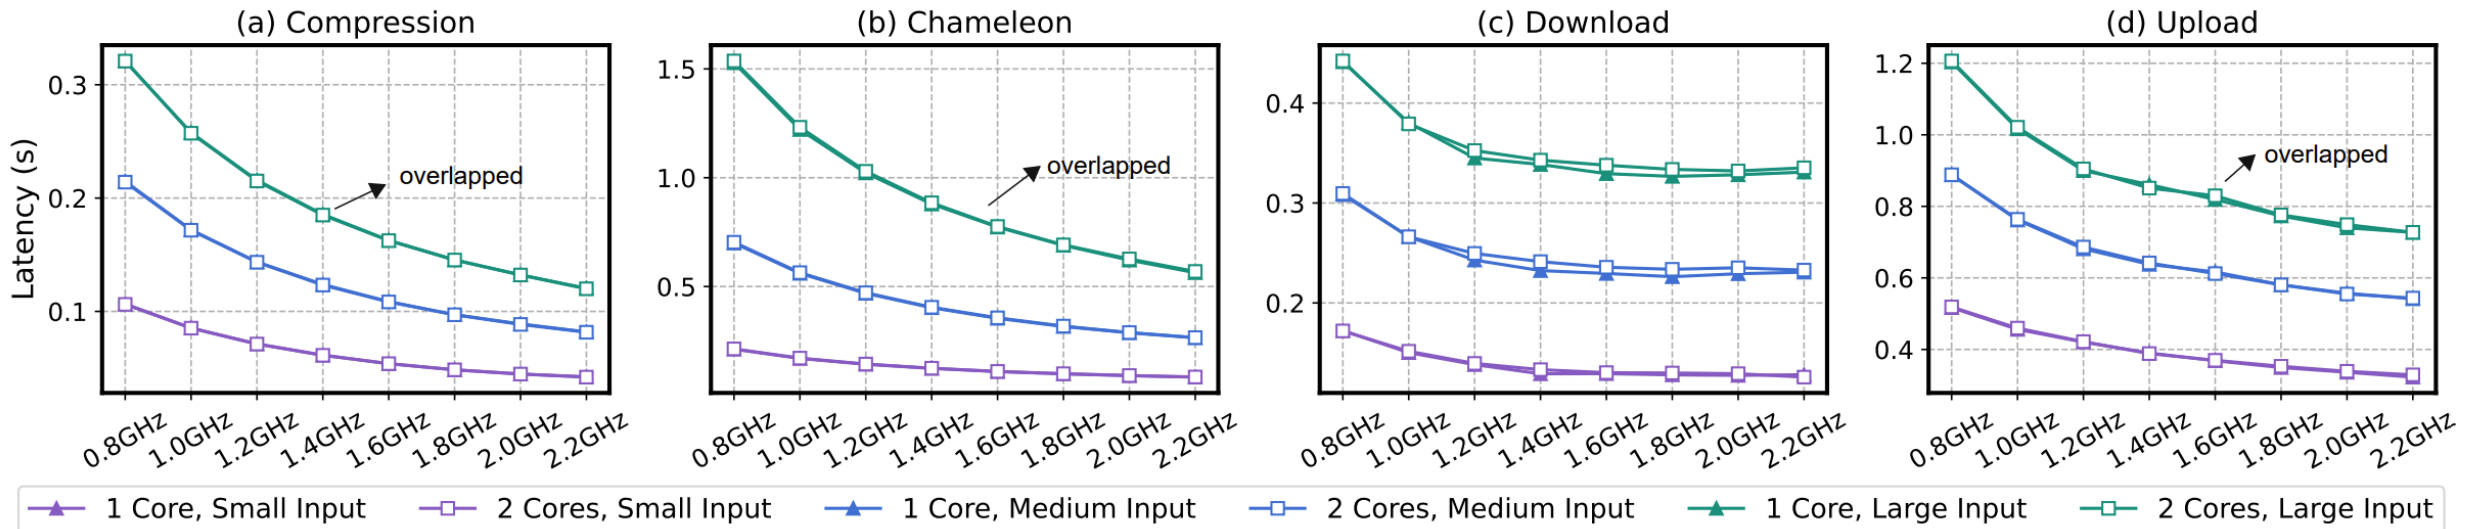 (a) Compression
(b) Chameleon
(c) Download
(d) Upload
Latency (s)
0.3
0.2
0.1
overlapped
0.8GHz 1.0GHz 1.2GHz 1.4GHz 1.6GHz 1.8GHz 2.0GHz 2.2GHz
1.5
1.0
0.5
overlapped
0.8GHz 1.0GHz 1.2GHz 1.4GHz 1.6GHz 1.8GHz 2.0GHz 2.2GHz
0.4
0.3
0.2
0.8GHz 1.0GHz 1.2GHz 1.4GHz 1.6GHz 1.8GHz 2.0GHz 2.2GHz
1.2
1.0
0.8
0.6
0.4
overlapped
0.8GHz 1.0GHz 1.2GHz 1.4GHz 1.6GHz 1.8GHz 2.0GHz 2.2GHz
1 Core, Small Input
2 Cores, Small Input
1 Core, Medium Input
2 Cores, Medium Input
1 Core, Large Input
2 Cores, Large Input